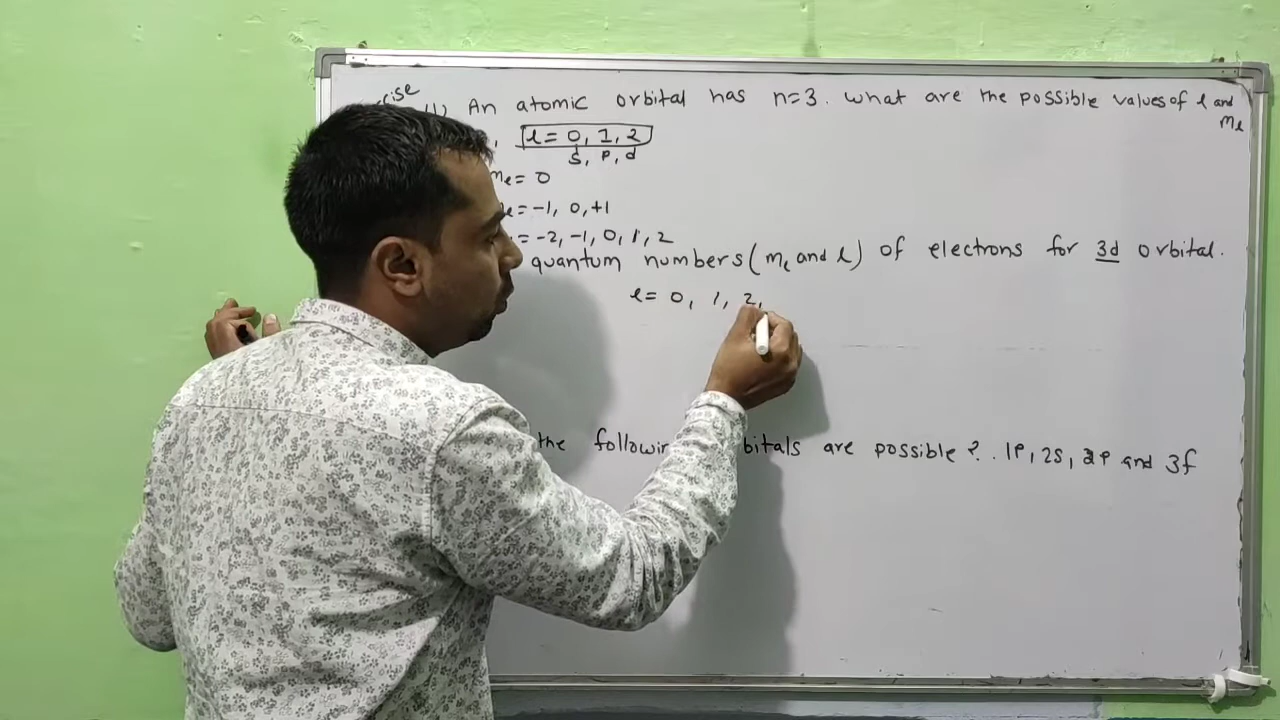 cise
(1) An atomic orbital has n=3. What are the possible values of l and
mₗ
l = 0, 1, 2
s, p, d
mₗ = 0
= -1, 0, +1
= -2, -1, 0, 1, 2
quantum numbers (mₗ and l) of electrons for 3d orbital.
l = 0, 1, 2,
the following orbitals are possible ? . 1P, 2S, 2P and 3f